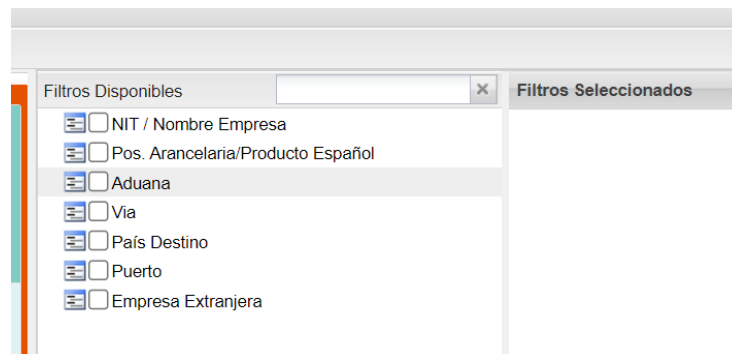 Filtros Disponibles
Filtros Seleccionados
NIT / Nombre Empresa
Pos. Arancelaria/Producto Español
Aduana
Via
País Destino
Puerto
Empresa Extranjera